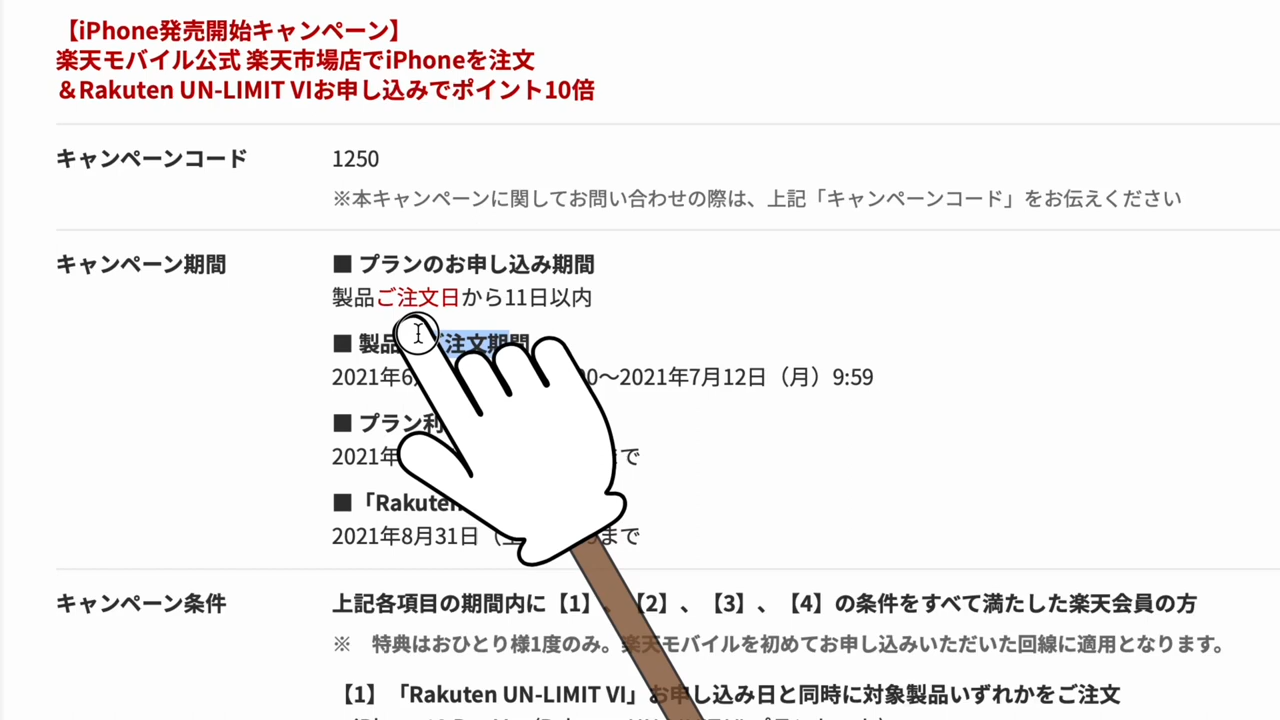 【iPhone発売開始キャンペーン】
楽天モバイル公式 楽天市場店でiPhoneを注文
＆Rakuten UN-LIMIT VIお申し込みでポイント10倍
キャンペーンコード
1250
※本キャンペーンに関してお問い合わせの際は、上記「キャンペーンコード」をお伝えください
キャンペーン期間
■ プランのお申し込み期間
製品ご注文日から11日以内
■ 製品 ご注文期間
2021年6 00〜2021年7月12日（月）9:59
■ プラン利
2021年 まで
■「Rakuten
2021年8月31日 まで
キャンペーン条件
上記各項目の期間内に【1】、【2】、【3】、【4】の条件をすべて満たした楽天会員の方
※ 特典はおひとり様1度のみ。楽天モバイルを初めてお申し込みいただいた回線に適用となります。
【1】「Rakuten UN-LIMIT VI」お申し込み日と同時に対象製品いずれかをご注文